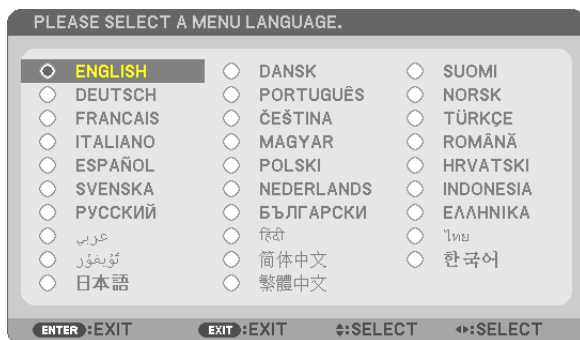 PLEASE SELECT A MENU LANGUAGE.
ENGLISH DANSK SUOMI
DEUTSCH PORTUGUÊS NORSK
FRANCAIS ČEŠTINA TÜRKÇE
ITALIANO MAGYAR ROMÂNĂ
ESPAÑOL POLSKI HRVATSKI
SVENSKA NEDERLANDS INDONESIA
РУССКИЙ БЪЛГАРСКИ ΕΛΛΗΝΙΚΑ
عربي हिंदी ไทย
ئۇيغۇر 简体中文 한국어
日本語 繁體中文
ENTER :EXIT EXIT :EXIT :SELECT :SELECT